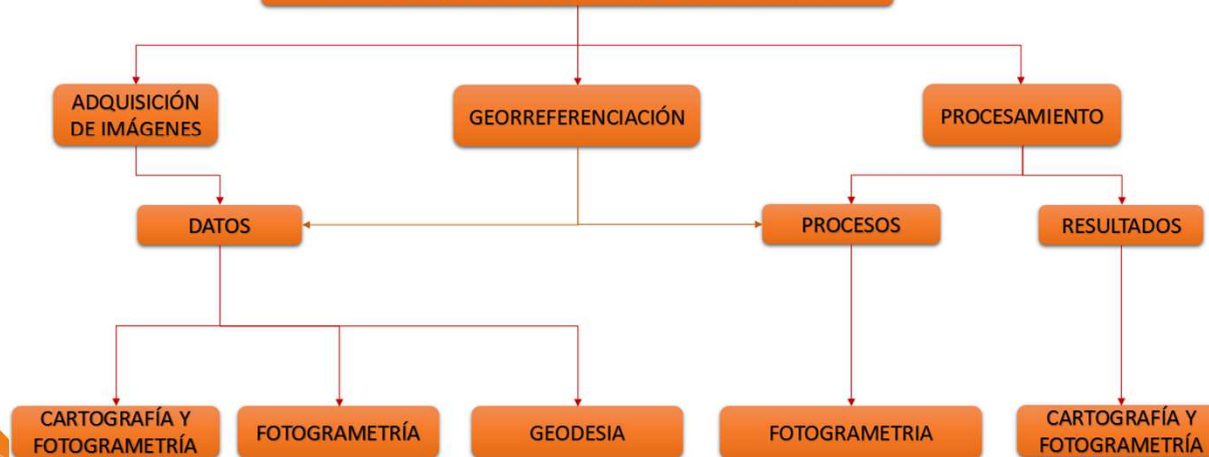 ADQUISICIÓN
DE IMÁGENES
GEORREFERENCIACIÓN
PROCESAMIENTO
DATOS
PROCESOS
RESULTADOS
CARTOGRAFÍA Y
FOTOGRAMETRÍA
FOTOGRAMETRÍA
GEODESIA
FOTOGRAMETRIA
CARTOGRAFÍA Y
FOTOGRAMETRÍA